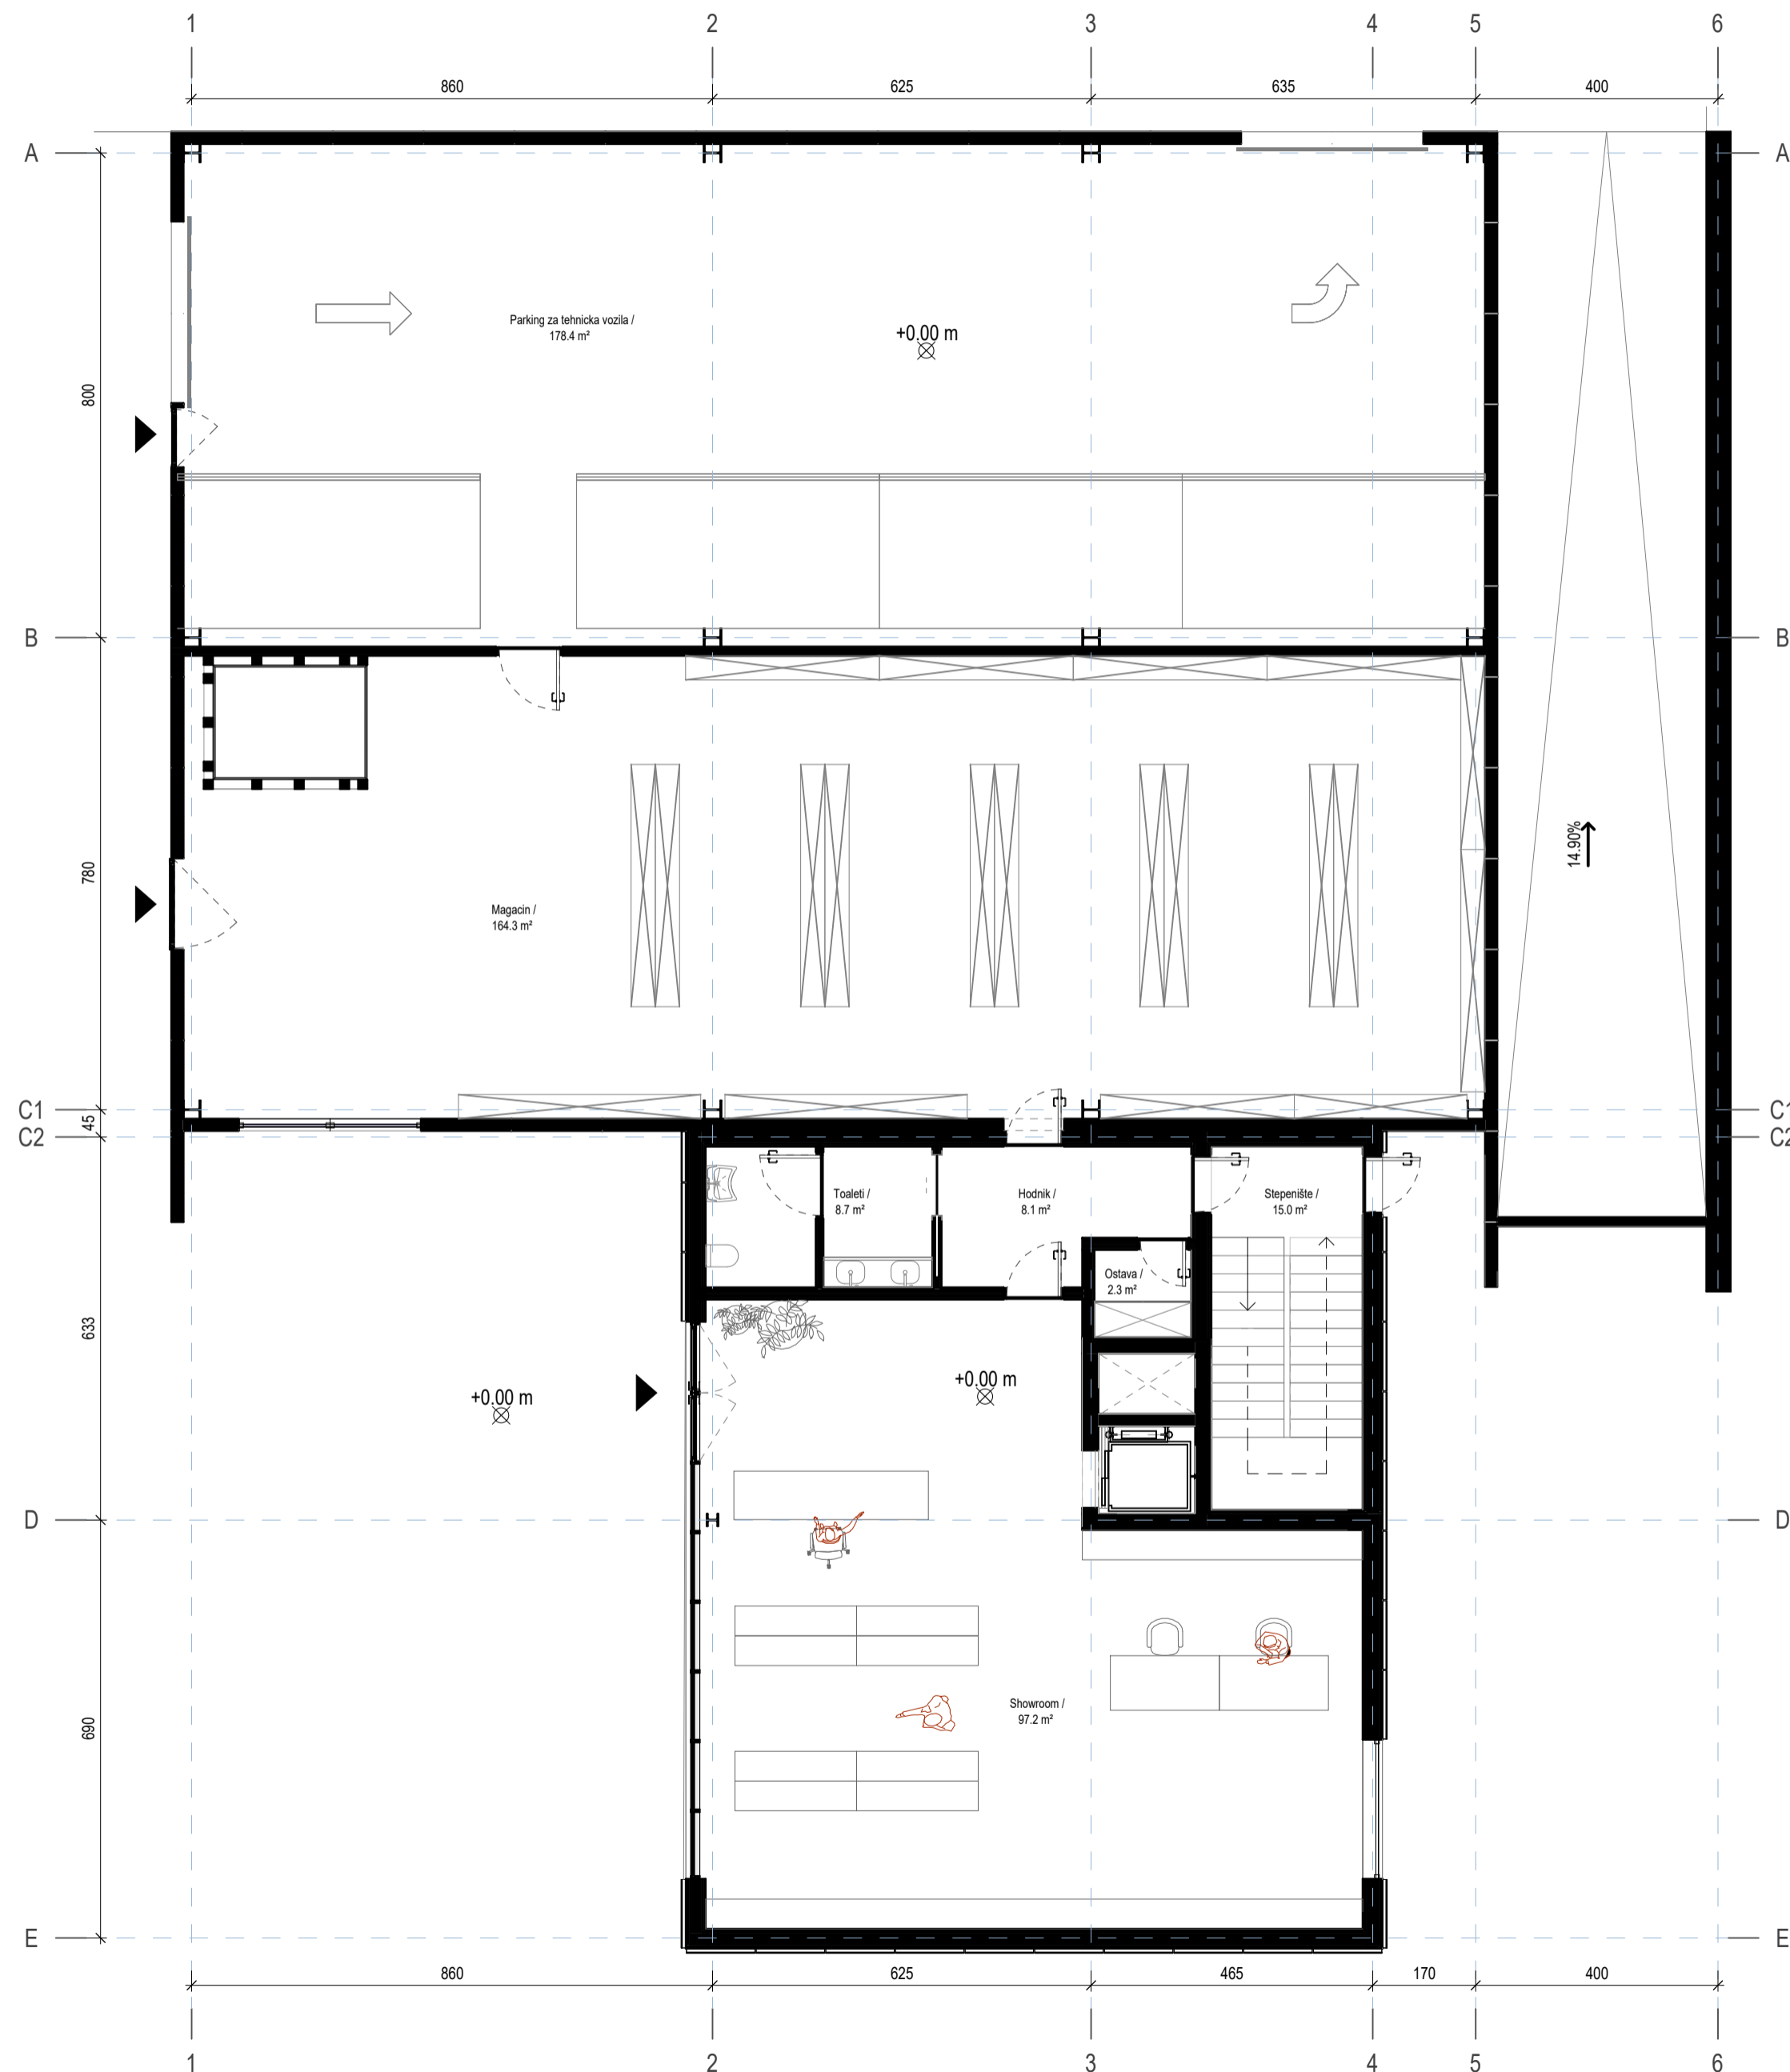 1 2 3 4 5 6
860 625 635 400
A A
Parking za tehnicka vozila /
178.4 m²
+0.00 m
800
B B
780
14.90%
Magacin /
164.3 m²
C1 C1
45
C2 C2
Toaleti /
8.7 m²
Hodnik /
8.1 m²
Stepenište /
15.0 m²
Ostava /
2.3 m²
633
+0.00 m
+0.00 m
D D
Showroom /
97.2 m²
690
E E
860 625 465 170 400
1 2 3 4 5 6